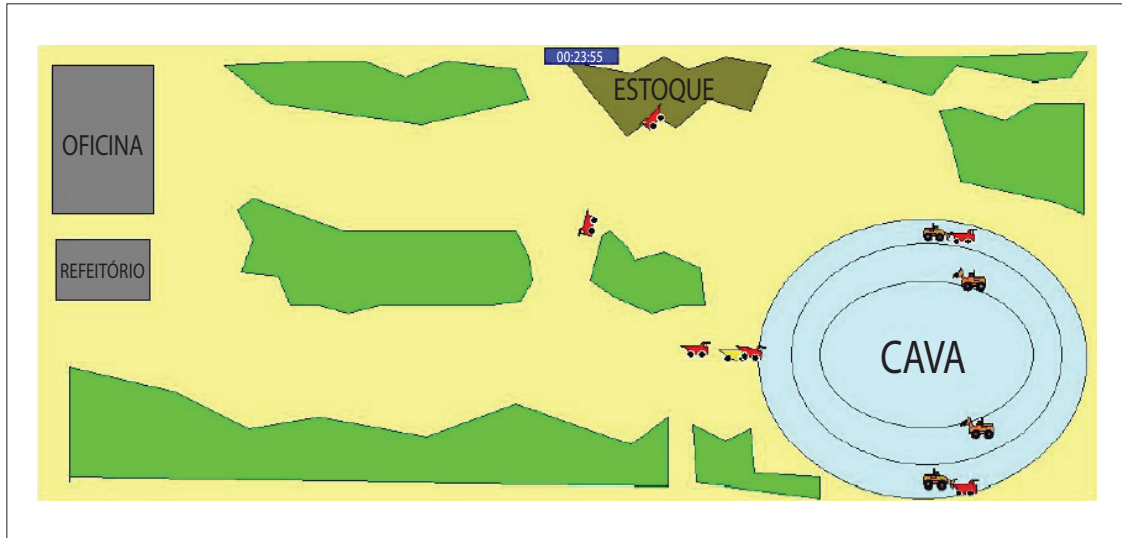 00:23:55
ESTOQUE
OFICINA
REFEITÓRIO
CAVA